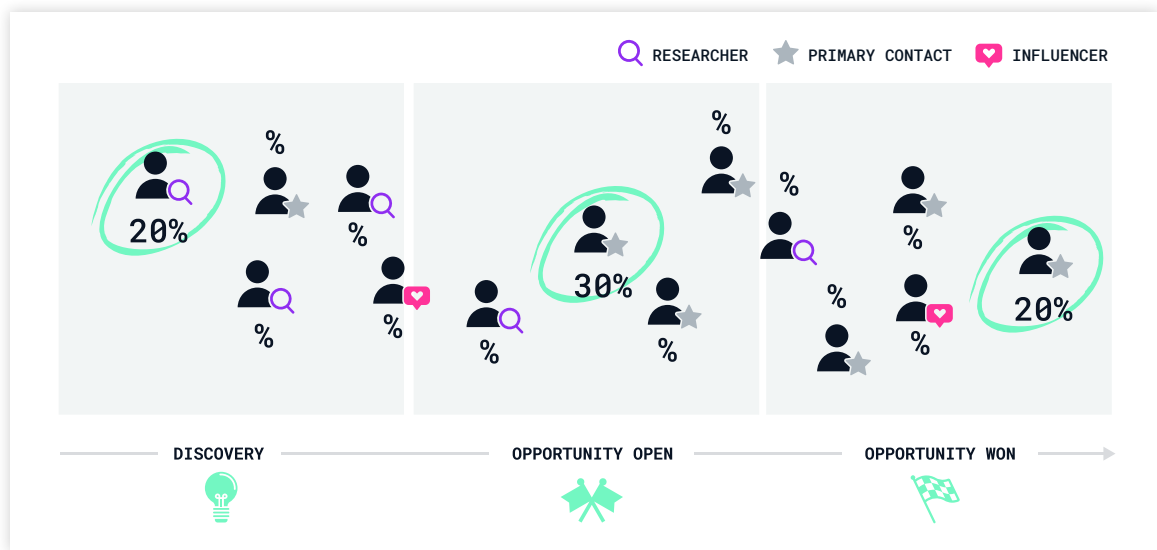 RESEARCHER
PRIMARY CONTACT
INFLUENCER
%
%
20%
%
%
%
%
30%
%
%
%
%
%
%
20%
%
DISCOVERY
OPPORTUNITY OPEN
OPPORTUNITY WON